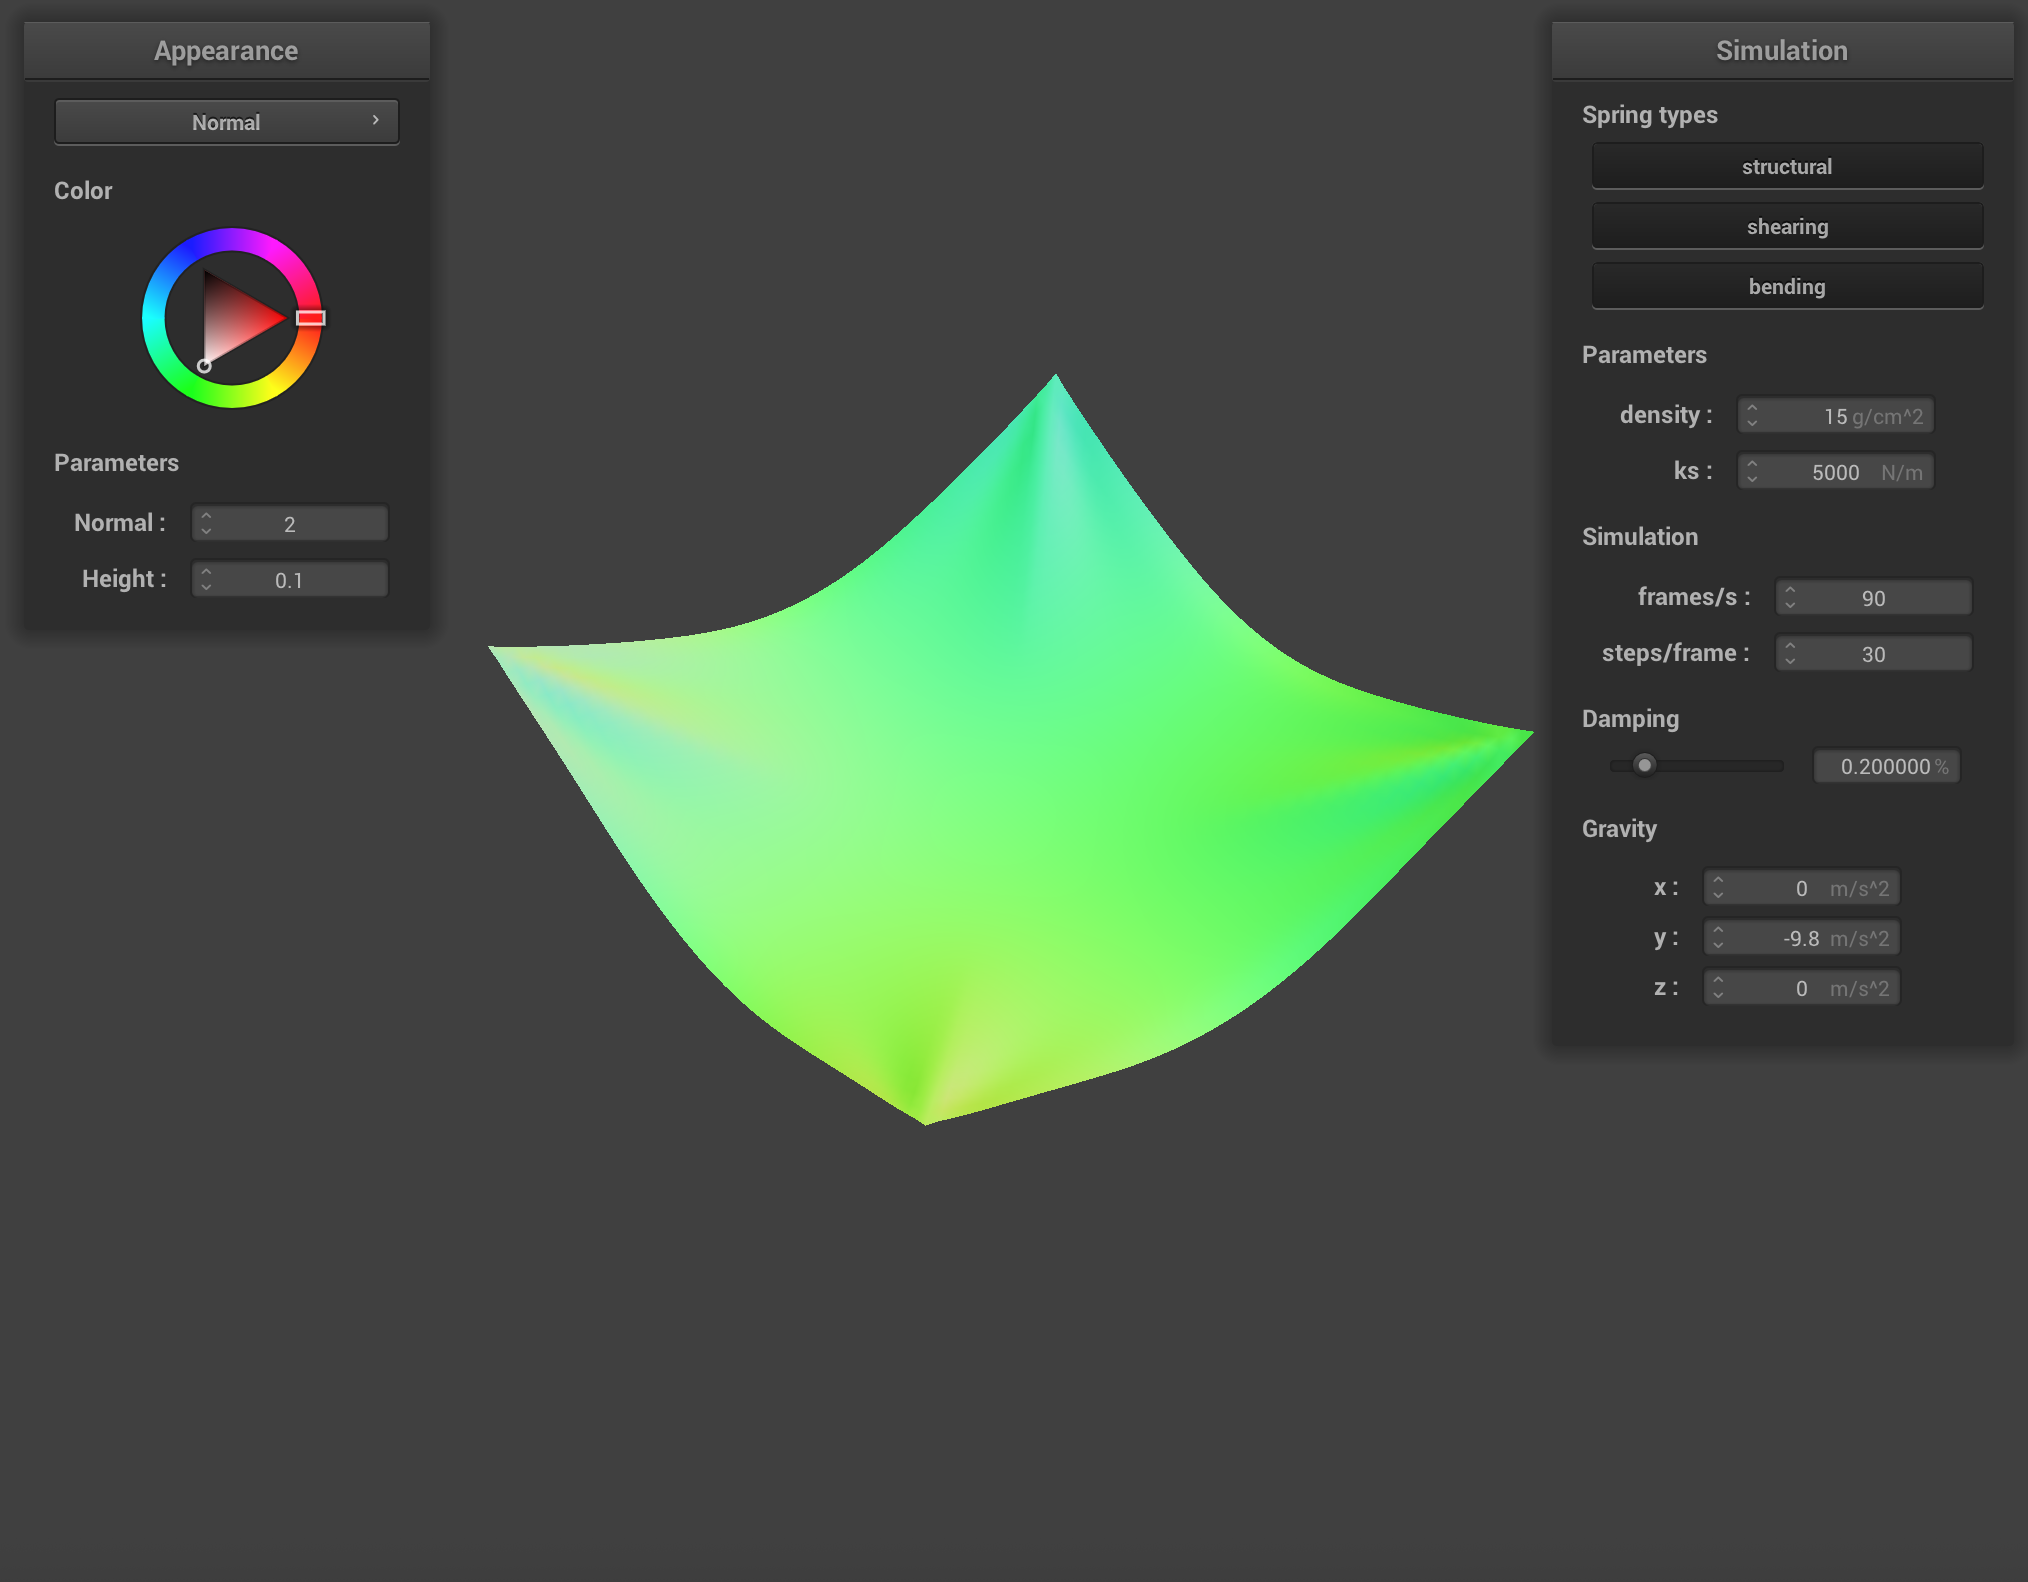 Appearance
Normal
Color
Parameters
Normal : 2
Height : 0.1
Simulation
Spring types
structural
shearing
bending
Parameters
density : 15 g/cm^2
ks : 5000 N/m
Simulation
frames/s : 90
steps/frame : 30
Damping
0.200000 %
Gravity
x : 0 m/s^2
y : -9.8 m/s^2
z : 0 m/s^2